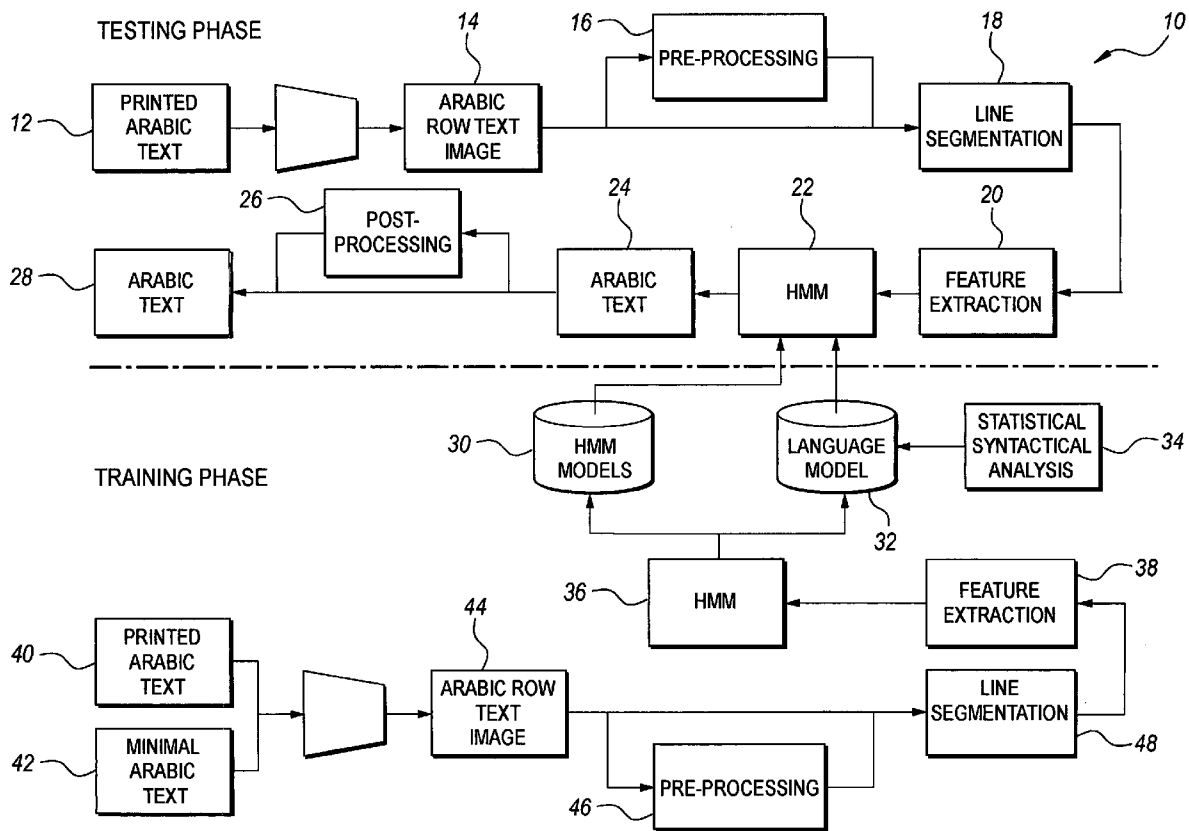 TESTING PHASE
10
12
PRINTED
ARABIC
TEXT
14
ARABIC
ROW TEXT
IMAGE
16
PRE-PROCESSING
18
LINE
SEGMENTATION
28
ARABIC
TEXT
26
POST-
PROCESSING
24
ARABIC
TEXT
22
HMM
20
FEATURE
EXTRACTION
30
HMM
MODELS
LANGUAGE
MODEL
32
STATISTICAL
SYNTACTICAL
ANALYSIS
34
TRAINING PHASE
36
HMM
FEATURE
EXTRACTION
38
40
PRINTED
ARABIC
TEXT
42
MINIMAL
ARABIC
TEXT
44
ARABIC ROW
TEXT
IMAGE
PRE-PROCESSING
46
LINE
SEGMENTATION
48